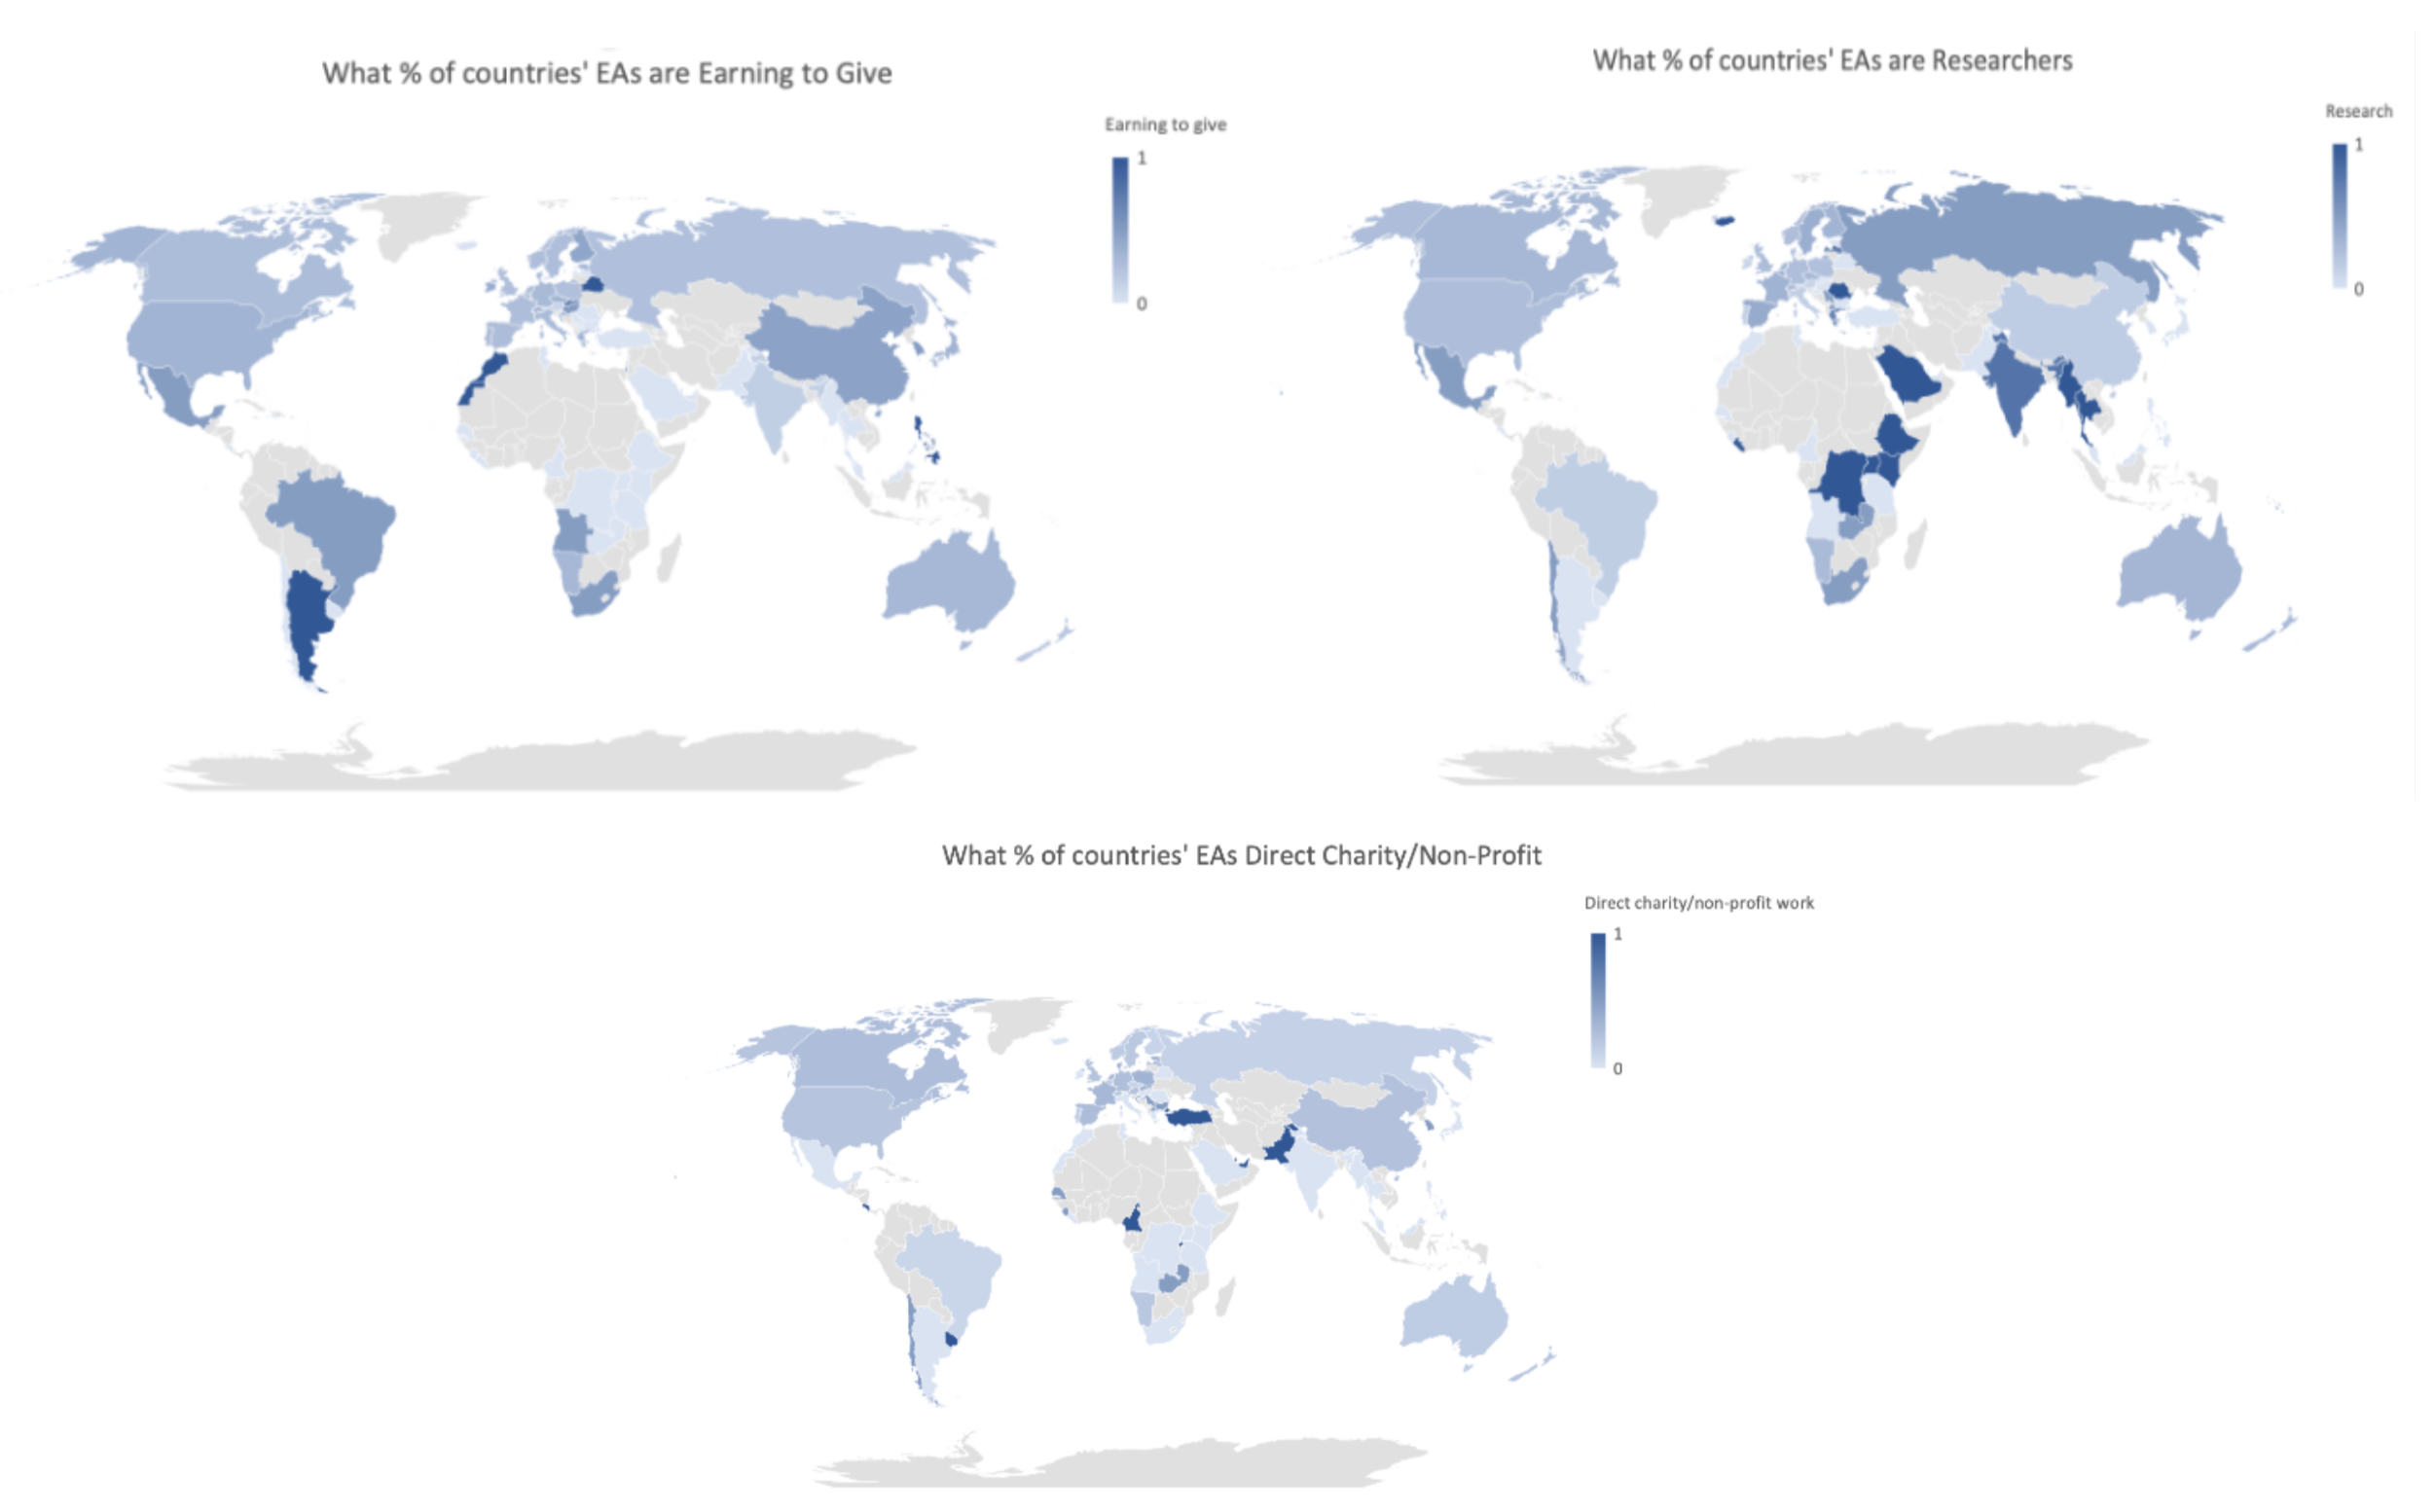 What % of countries' EAs are Earning to Give
Earning to give
1
0
What % of countries' EAs are Researchers
Research
1
0
What % of countries' EAs Direct Charity/Non-Profit
Direct charity/non-profit work
1
0